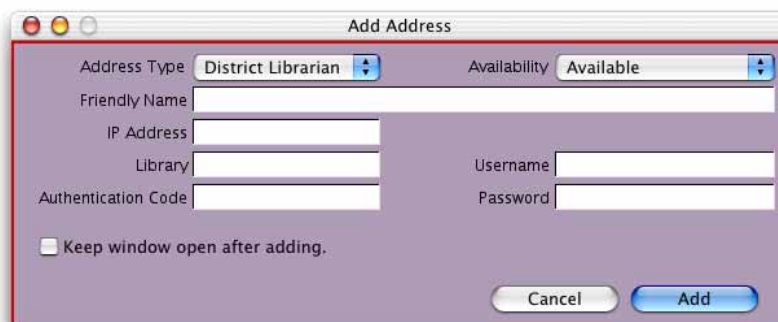 Add Address
Address Type District Librarian Availability Available
Friendly Name
IP Address
Library Username
Authentication Code Password
Keep window open after adding.
Cancel Add